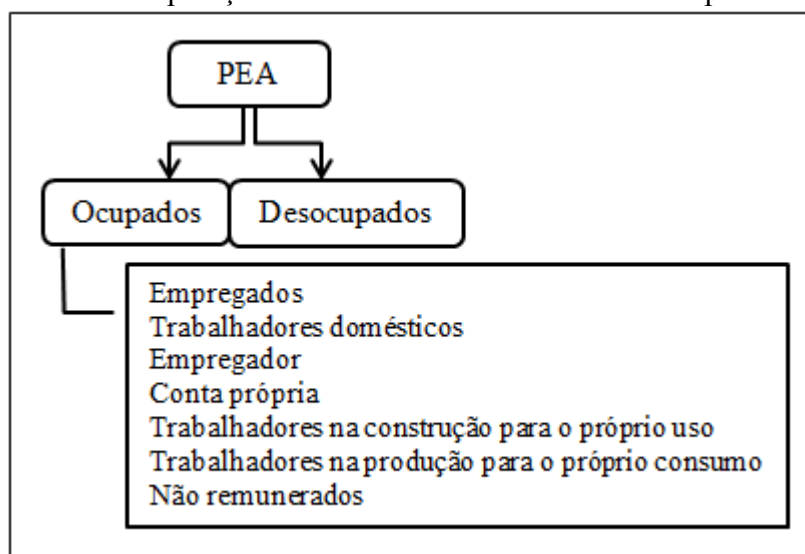 PEA
Ocupados
Desocupados
Empregados
Trabalhadores domésticos
Empregador
Conta própria
Trabalhadores na construção para o próprio uso
Trabalhadores na produção para o próprio consumo
Não remunerados